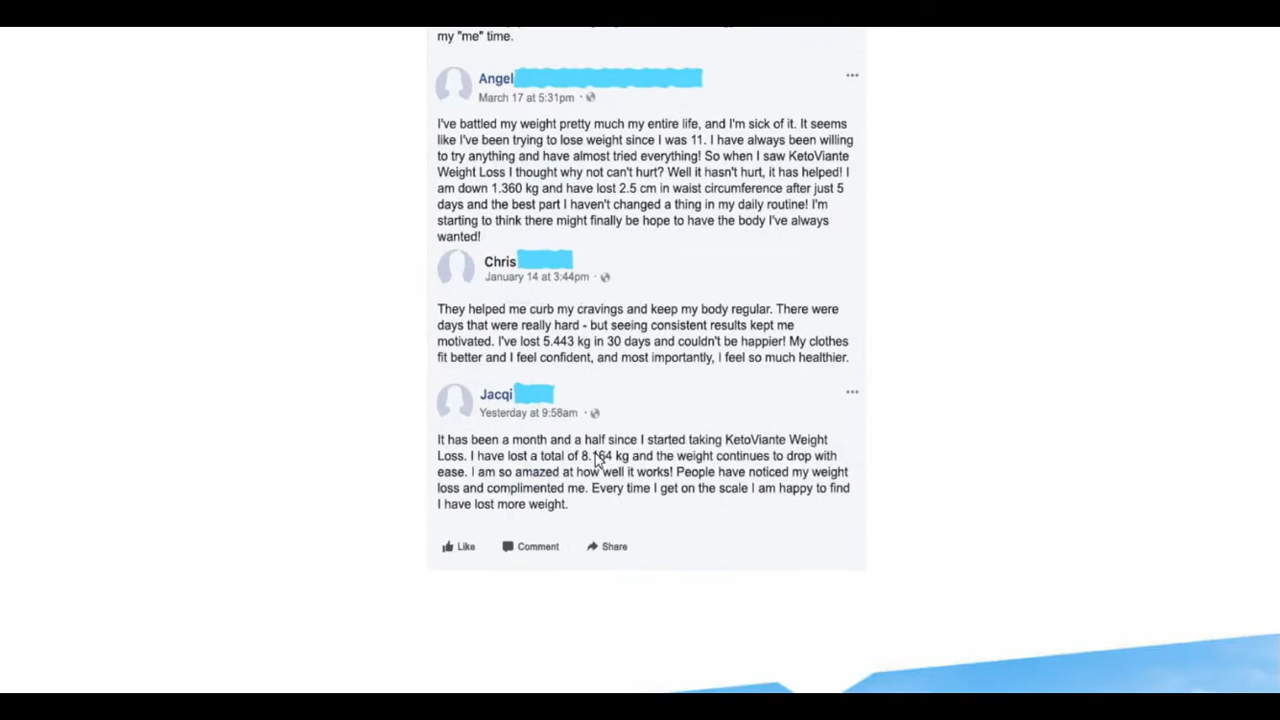 my "me" time.
Angel
March 17 at 5:31pm
I've battled my weight pretty much my entire life, and I'm sick of it. It seems
like I've been trying to lose weight since I was 11. I have always been willing
to try anything and have almost tried everything! So when I saw KetoViante
Weight Loss I thought why not can't hurt? Well it hasn't hurt, it has helped! I
am down 1.360 kg and have lost 2.5 cm in waist circumference after just 5
days and the best part I haven't changed a thing in my daily routine! I'm
starting to think there might finally be hope to have the body I've always
wanted!
Chris
January 14 at 3:44pm
They helped me curb my cravings and keep my body regular. There were
days that were really hard - but seeing consistent results kept me
motivated. I've lost 5.443 kg in 30 days and couldn't be happier! My clothes
fit better and I feel confident, and most importantly, I feel so much healthier.
Jacqi
Yesterday at 9:58am
It has been a month and a half since I started taking KetoViante Weight
Loss. I have lost a total of 8.164 kg and the weight continues to drop with
ease. I am so amazed at how well it works! People have noticed my weight
loss and complimented me. Every time I get on the scale I am happy to find
I have lost more weight.
Like Comment Share